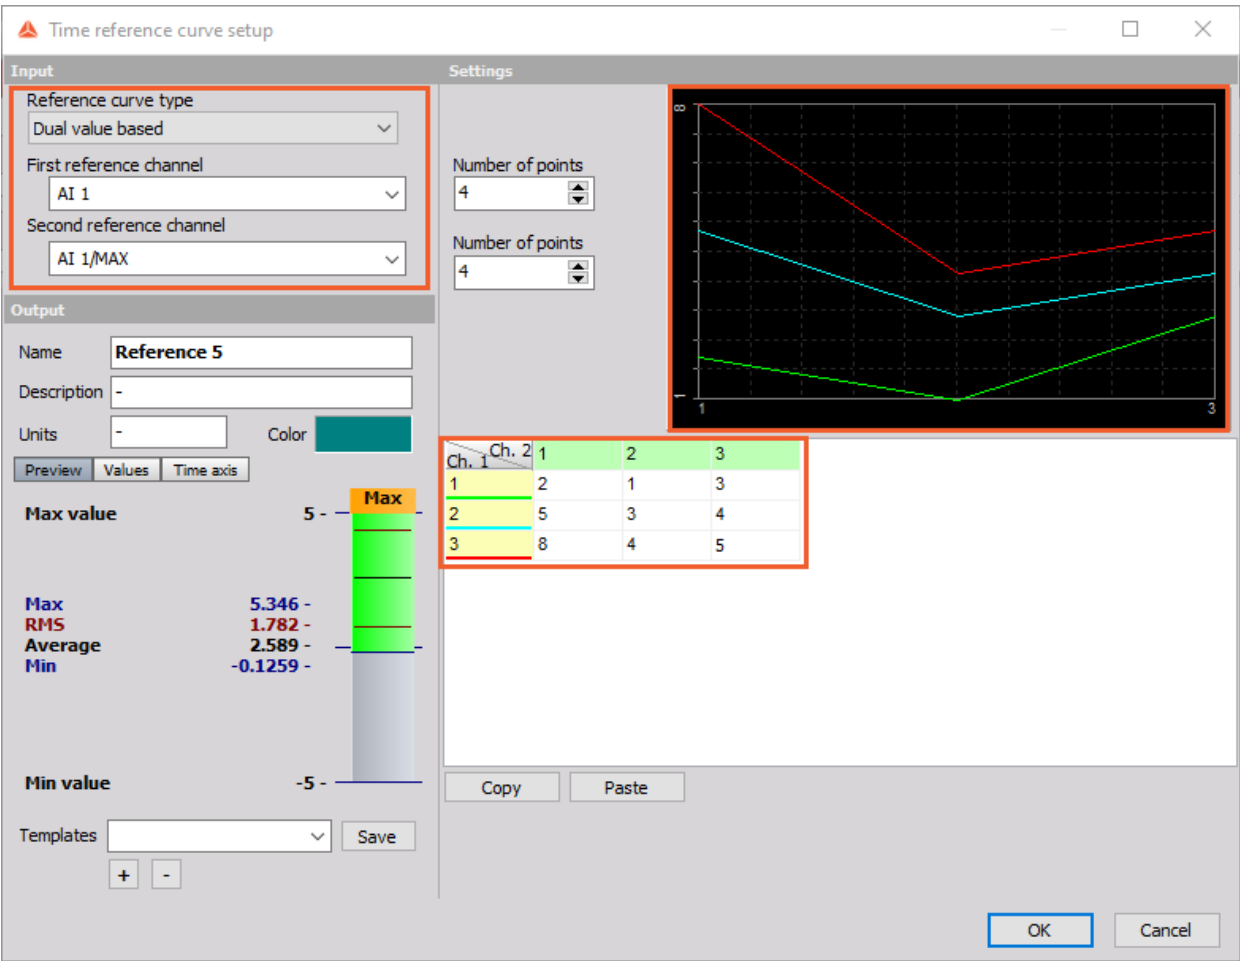 Time reference curve setup
Input
Reference curve type
Dual value based
First reference channel
AI 1
Second reference channel
AI 1/MAX
Output
Name Reference 5
Description -
Units - Color
Preview Values Time axis
Max
Max value 5 -
Max 5.346 -
RMS 1.782 -
Average 2.589 -
Min -0.1259 -
Min value -5 -
Templates Save
+ -
Settings
Number of points
4
Number of points
4
8
1
1 3
Ch. 1 Ch. 2 1 2 3
1 2 1 3
2 5 3 4
3 8 4 5
Copy Paste
OK Cancel